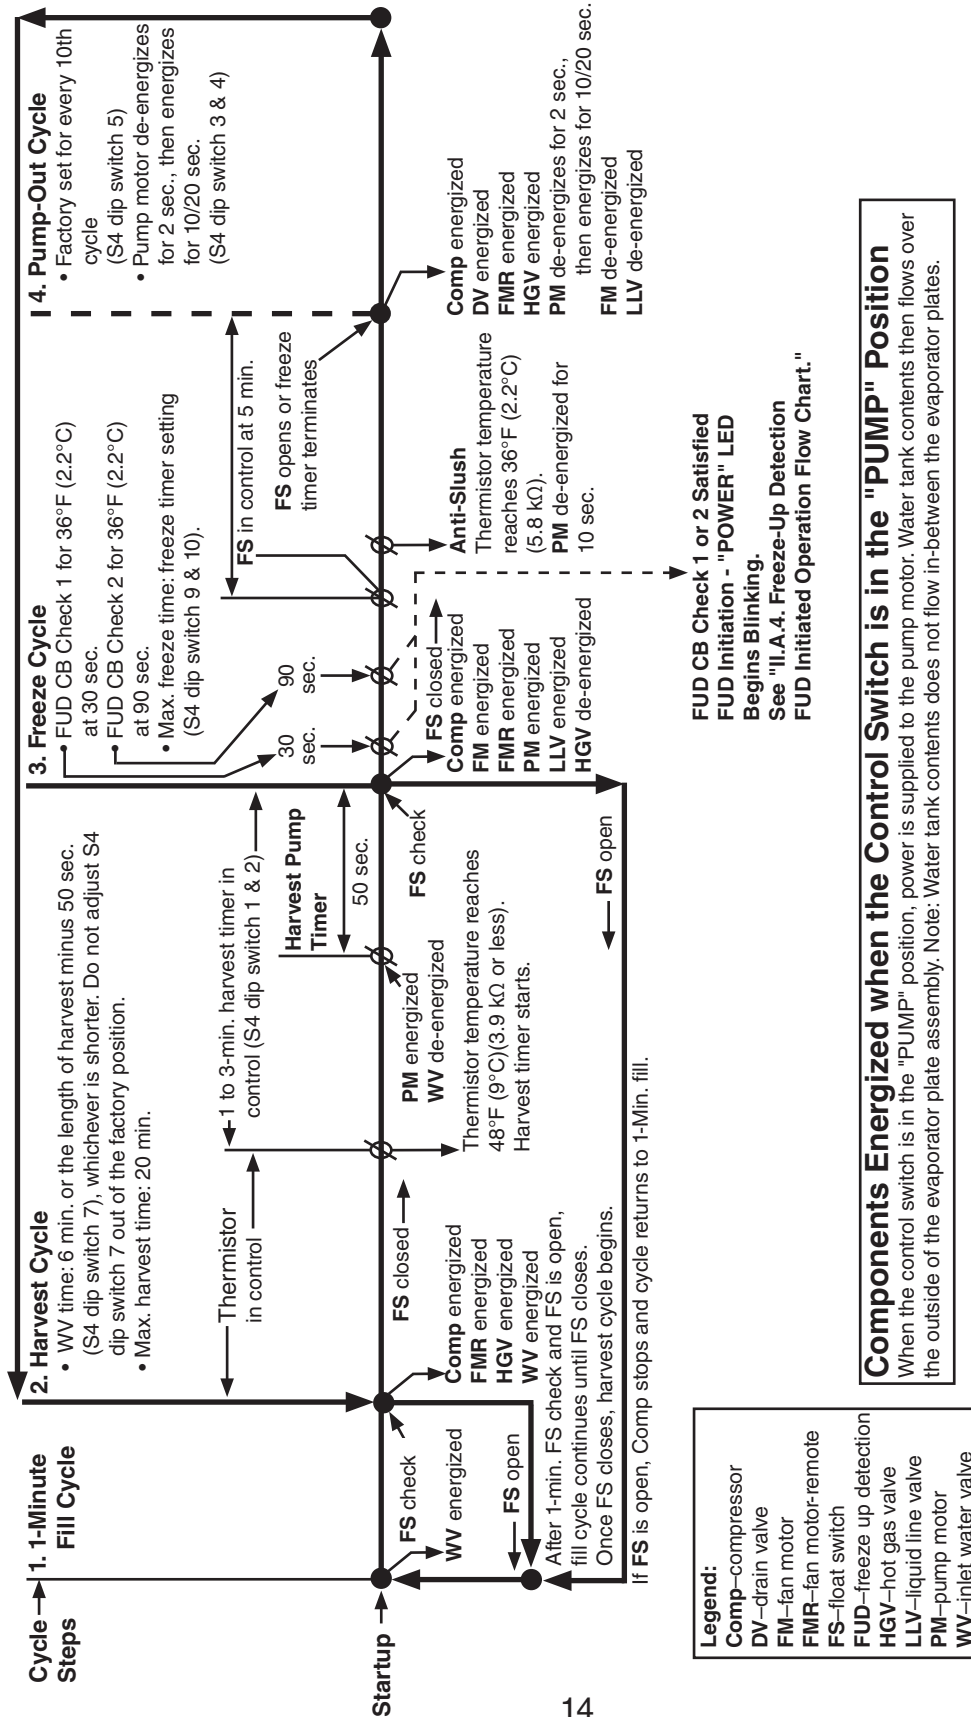 Cycle
Steps
1. 1-Minute
Fill Cycle
2. Harvest Cycle
• WV time: 6 min. or the length of harvest minus 50 sec.
(S4 dip switch 7), whichever is shorter. Do not adjust S4
dip switch 7 out of the factory position.
• Max. harvest time: 20 min.
3. Freeze Cycle
• FUD CB Check 1 for 36°F (2.2°C)
at 30 sec.
• FUD CB Check 2 for 36°F (2.2°C)
at 90 sec.
• Max. freeze time: freeze timer setting
(S4 dip switch 9 & 10).
4. Pump-Out Cycle
• Factory set for every 10th
cycle
(S4 dip switch 5)
• Pump motor de-energizes
for 2 sec., then energizes
for 10/20 sec.
(S4 dip switch 3 & 4)
Thermistor
in control
1 to 3-min. harvest timer in
control (S4 dip switch 1 & 2)
Harvest Pump
Timer
50 sec.
30
sec.
90
sec.
FS in control at 5 min.
FS opens or freeze
timer terminates
Startup
FS check
WV energized
FS open
FS closed
Comp energized
FMR energized
HGV energized
WV energized
After 1-min. FS check and FS is open,
fill cycle continues until FS closes.
Once FS closes, harvest cycle begins.
If FS is open, Comp stops and cycle returns to 1-Min. fill.
PM energized
WV de-energized
Thermistor temperature reaches
48°F (9°C)(3.9 kΩ or less).
Harvest timer starts.
FS check
FS open
FS closed
Comp energized
FM energized
FMR energized
PM energized
LLV energized
HGV de-energized
Anti-Slush
Thermistor temperature
reaches 36°F (2.2°C)
(5.8 kΩ).
PM de-energized for
10 sec.
Comp energized
DV energized
FMR energized
HGV energized
PM de-energizes for 2 sec.,
then energizes for 10/20 sec.
FM de-energized
LLV de-energized
FUD CB Check 1 or 2 Satisfied
FUD Initiation - "POWER" LED
Begins Blinking.
See "II.A.4. Freeze-Up Detection
FUD Initiated Operation Flow Chart."
Legend:
Comp–compressor
DV–drain valve
FM–fan motor
FMR–fan motor-remote
FS–float switch
FUD–freeze up detection
HGV–hot gas valve
LLV–liquid line valve
PM–pump motor
WV–inlet water valve
Components Energized when the Control Switch is in the "PUMP" Position
When the control switch is in the "PUMP" position, power is supplied to the pump motor. Water tank contents then flows over
the outside of the evaporator plate assembly. Note: Water tank contents does not flow in-between the evaporator plates.
14